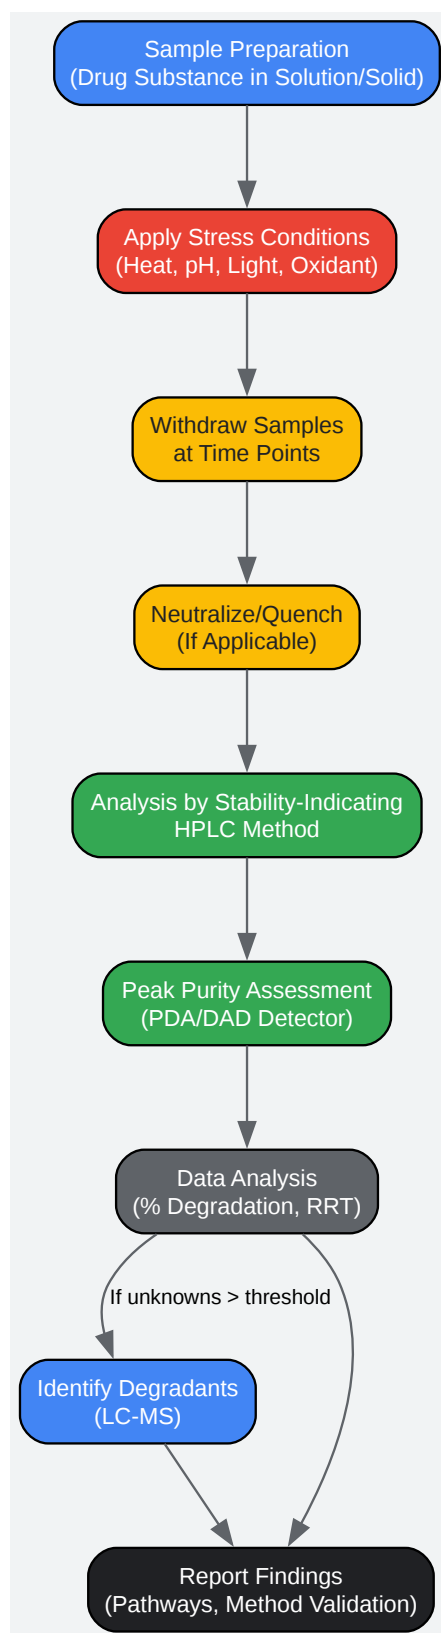 Sample Preparation
(Drug Substance in Solution/Solid)
Apply Stress Conditions
(Heat, pH, Light, Oxidant)
Withdraw Samples
at Time Points
Neutralize/Quench
(If Applicable)
Analysis by Stability-Indicating
HPLC Method
Peak Purity Assessment
(PDA/DAD Detector)
Data Analysis
(% Degradation, RRT)
If unknowns > threshold
Identify Degradants
(LC-MS)
Report Findings
(Pathways, Method Validation)